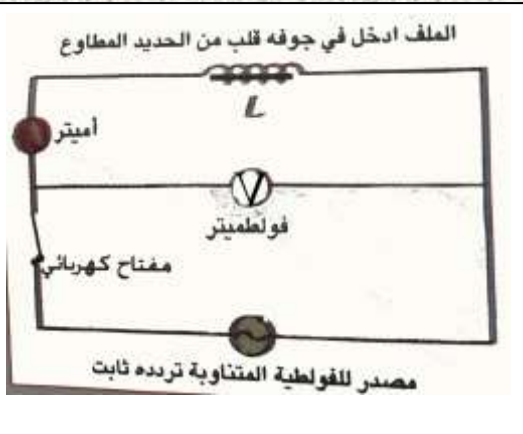 الملف ادخل في جوفه قلب من الحديد المطاوع
L
أميتر
V
فولطميتر
مفتاح كهربائي
مصدر للفولطية المتناوبة تردده ثابت